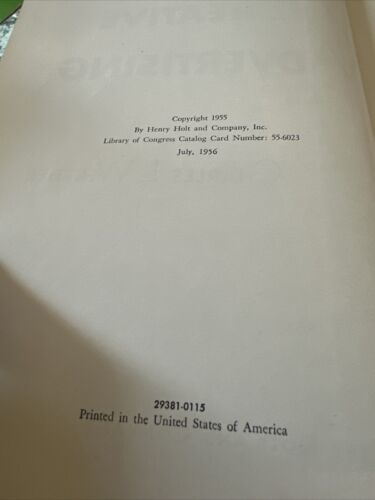 Copyright 1955
By Henry Holt and Company, Inc.
Library of Congress Catalog Card Number: 55-6023
July, 1956
29381-0115
Printed in the United States of America